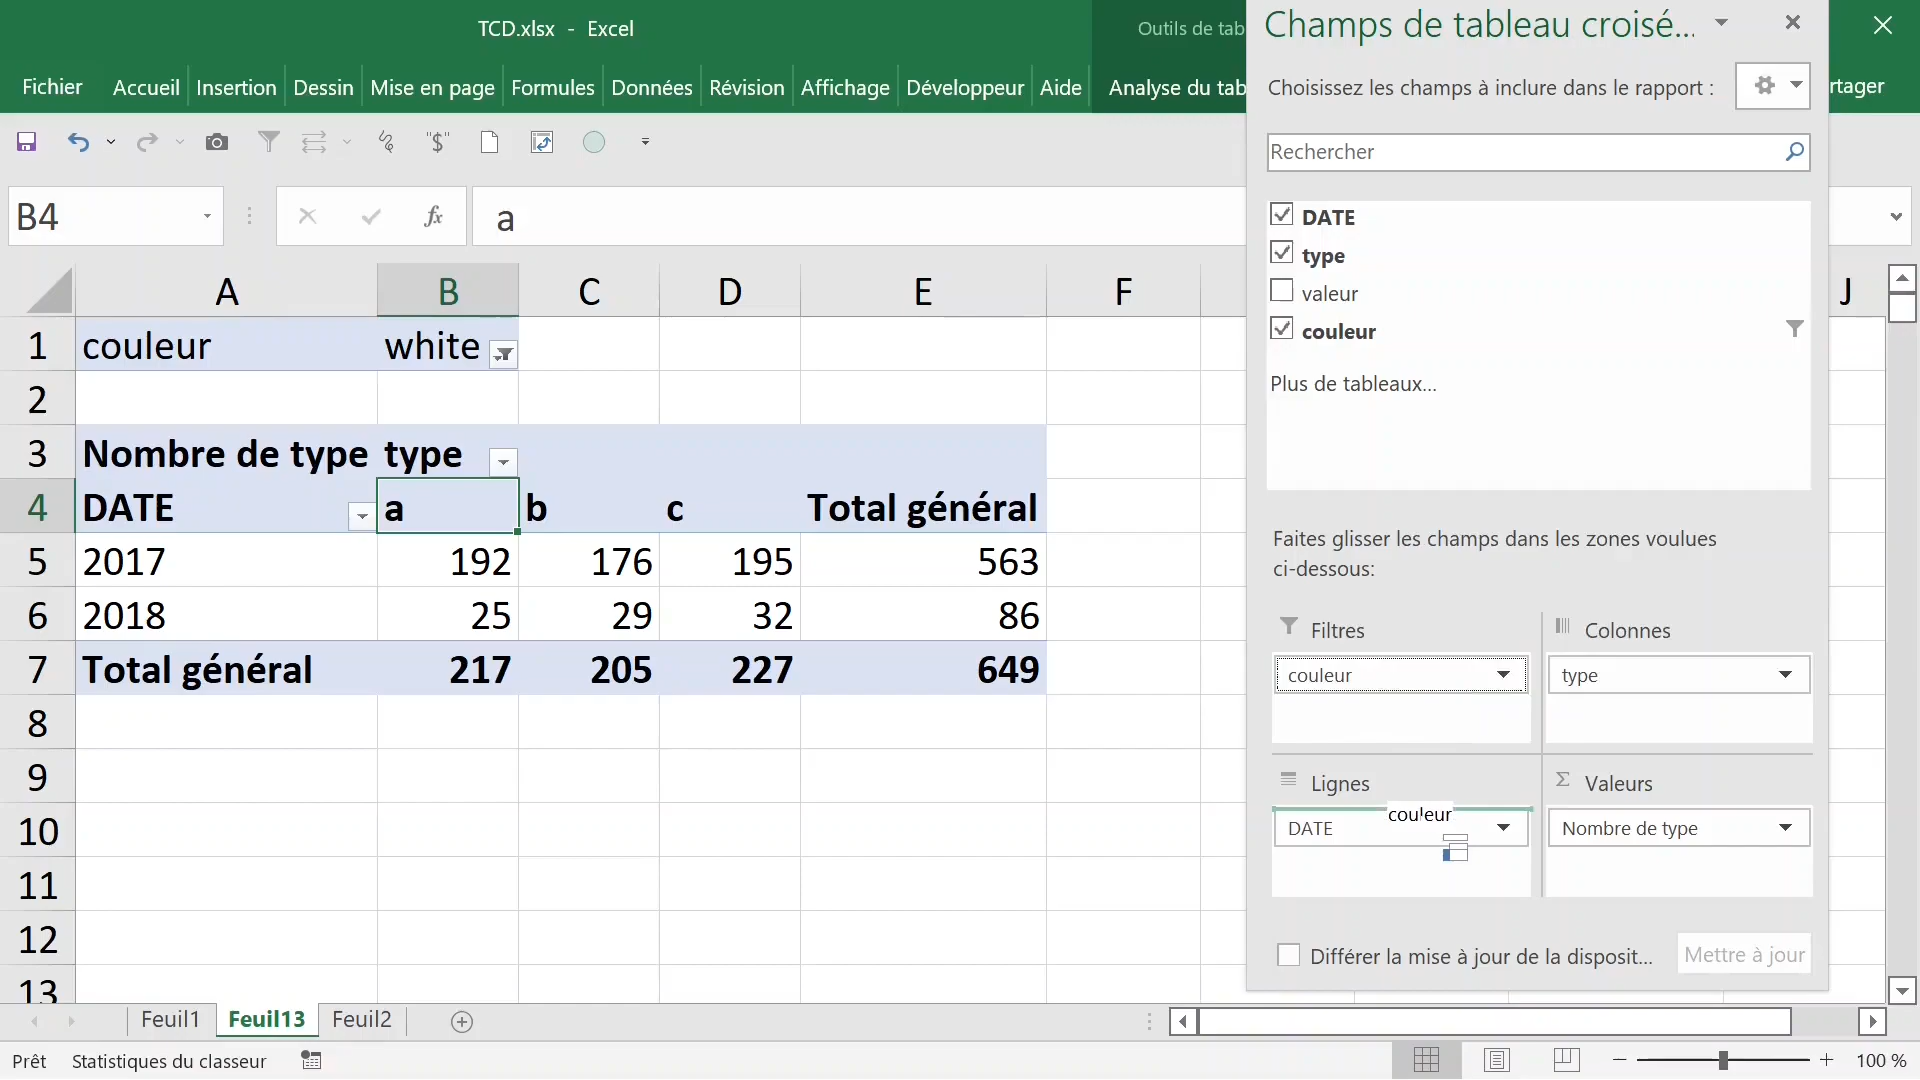 TCD.xlsx - Excel
Outils de tab
Champs de tableau croisé...
Fichier Accueil Insertion Dessin Mise en page Formules Données Révision Affichage Développeur Aide Analyse du tab
rtager
Choisissez les champs à inclure dans le rapport :
"$"
Rechercher
B4
fx
a
DATE
type
valeur
couleur
Plus de tableaux...
A B C D E F J
1 couleur white
2
3 Nombre de type type
4 DATE a b c Total général
5 2017 192 176 195 563
6 2018 25 29 32 86
7 Total général 217 205 227 649
8
9
10
11
12
13
Faites glisser les champs dans les zones voulues
ci-dessous:
Filtres
Colonnes
couleur
type
Lignes
Σ Valeurs
couleur
DATE
Nombre de type
Différer la mise à jour de la disposit...
Mettre à jour
Feuil1 Feuil13 Feuil2
Prêt Statistiques du classeur
100 %